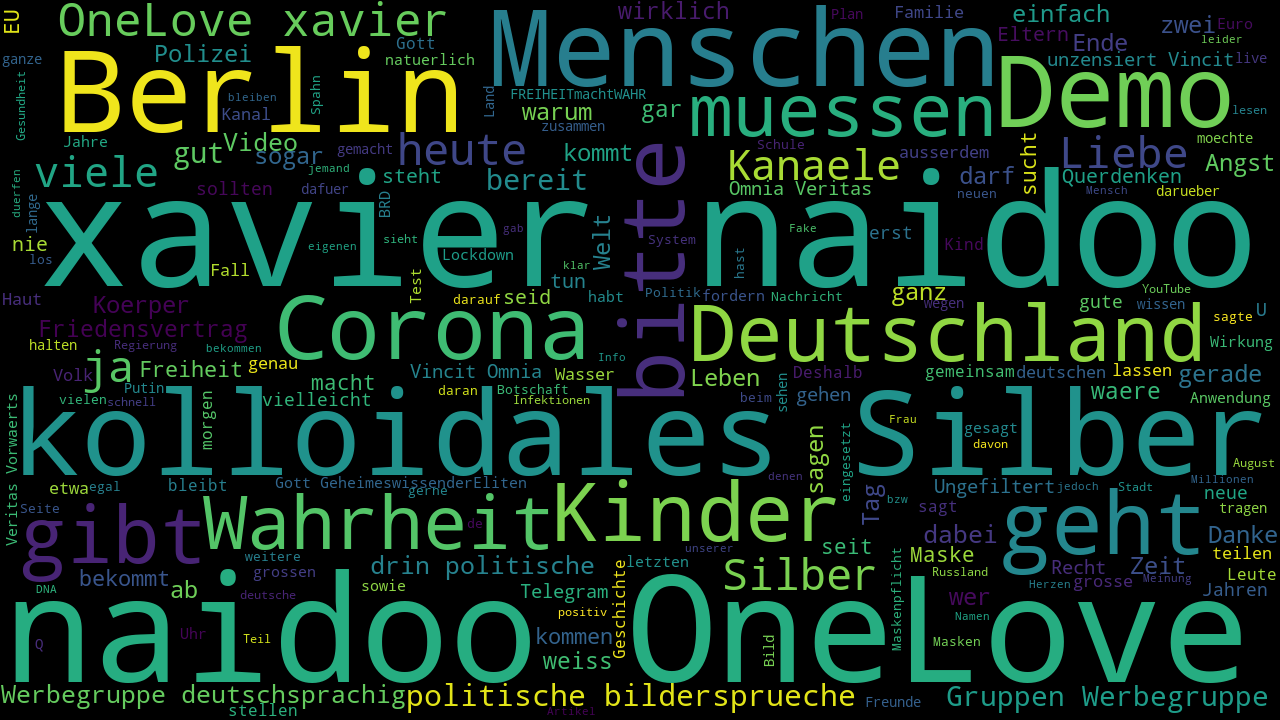 EU
OneLove xavier
Menschen
wirklich
Plan
Familie
einfach
zwei
Euro
leider
ganze
Polizei
Gott
natuerlich
Eltern
Ende
unzensiert Vincit
live
Berlin
Gesundheit
bleiben
Kanal
spahn
Land
FREIHEITmachtWAHR
warum
zusammen
gar
muessen
Demo
lesen
Jahre
gut
Video
sogar
gemacht
heute
kommt
bitte
Schule
Kanaele
ausserdem
sucht
Liebe
moechte
Angst
viele
jemand
steht
bereit
Omnia Veritas
darf
Querdenken
duerfen
lange
sollten
dafuer
BRD
neuen
Mensch
darueber
xavier naidoo
nie
los
eigenen
sieht
gab
Welt
System
Fake
erst
Kind
Fall
Lockdown
klar
hast
Test
tun
Haut
Koerper
darauf
seid
habt
Politik
fordern
Nachricht
ganz
wegen
YouTube
gute
wissen
sagte
U
Friedensvertrag
Corona
Deutschland
halten
Regierung
bekommen
genau
Info
Wirkung
ja
Freiheit
Volk
Putin
macht
Vincit Omnia
Wasser
Leben
Deshalb
gemeinsam
deutschen
lassen
gerade
vielen
schnell
vielleicht
daran
Botschaft
Infektionen
beim
sehen
gehen
waere
Anwendung
Veritas Vorwaerts
kolloidales Silber
morgen
Frau
gesagt
davon
sagen
eingesetzt
August
etwa
egal
bleibt
Gott GeheimeswissenderEliten
gerne
denen
Ungefiltert
jedoch
Stadt
Millionen
neue
Seite
gibt
Wahrheit
de
Kinder
Tag
bzw
sagt
geht
tragen
unserer
seit
dabei
Danke
weitere
bekommt
grossen
drin politische
letzten
Silber
Maske
Recht
Zeit
teilen
DNA
ab
deutsche
sowie
Telegram
Geschichte
Maskenpflicht
Russland
Herzen
grosse
Meinung
Leute
Jahren
naidoo OneLove
positiv
wer
Namen
Q
Uhr
Teil
kommen
weiss
Bild
Masken
Werbegruppe deutschsprachig
politische bildersprueche
Freunde
Gruppen Werbegruppe
stellen
Artikel